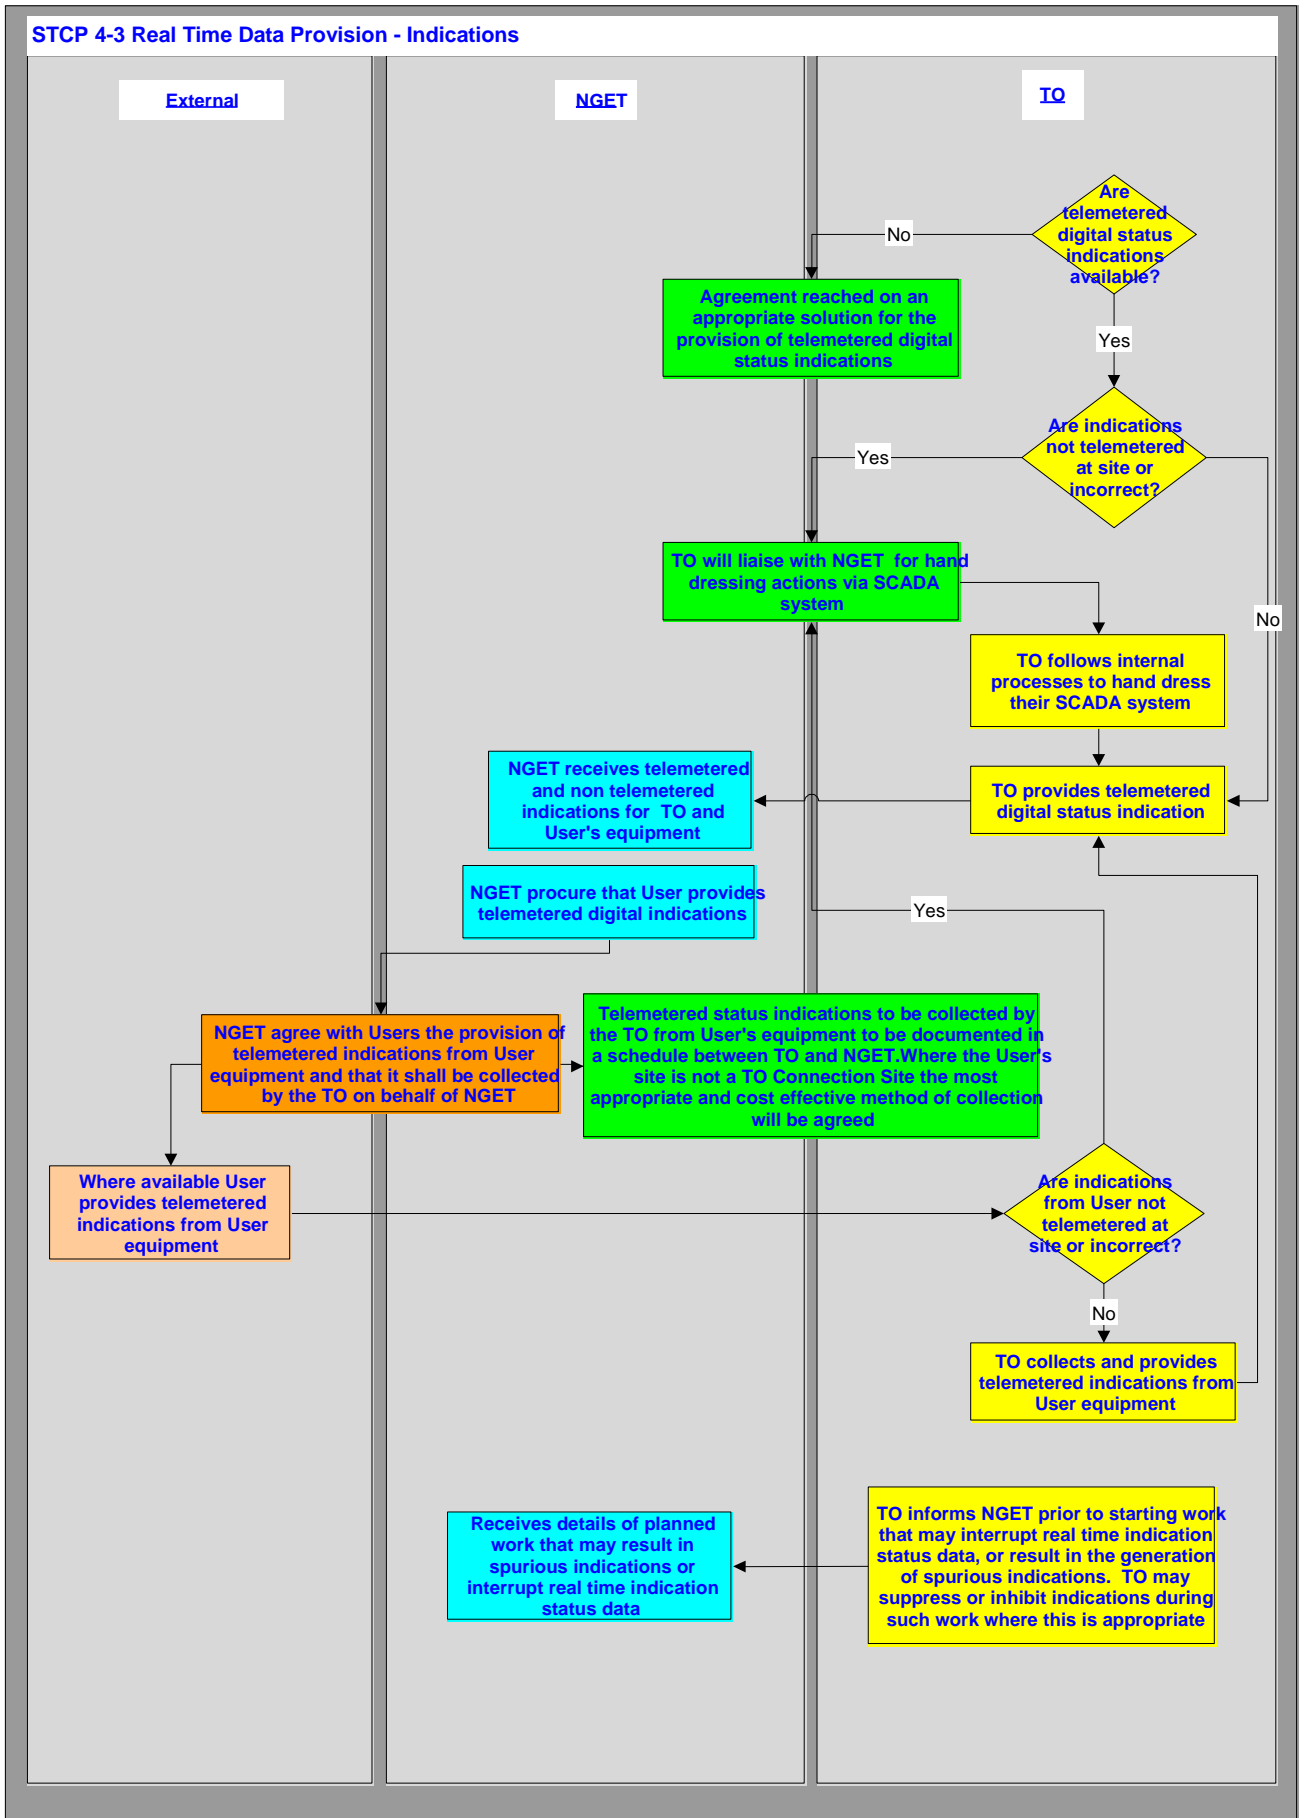 STCP 4-3 Real Time Data Provision - Indications
External
NGET
TO
Are
telemetered
digital status
indications
available?
No
Agreement reached on an
appropriate solution for the
provision of telemetered digital
status indications
Yes
Are indications
not telemetered
at site or
incorrect?
Yes
TO will liaise with NGET for hand
dressing actions via SCADA
system
No
TO follows internal
processes to hand dress
their SCADA system
NGET receives telemetered
and non telemetered
indications for TO and
User's equipment
TO provides telemetered
digital status indication
NGET procure that User provides
telemetered digital indications
Yes
NGET agree with Users the provision of
telemetered indications from User
equipment and that it shall be collected
by the TO on behalf of NGET
Telemetered status indications to be collected by
the TO from User's equipment to be documented in
a schedule between TO and NGET.Where the User's
site is not a TO Connection Site the most
appropriate and cost effective method of collection
will be agreed
Where available User
provides telemetered
indications from User
equipment
Are indications
from User not
telemetered at
site or incorrect?
No
TO collects and provides
telemetered indications from
User equipment
Receives details of planned
work that may result in
spurious indications or
interrupt real time indication
status data
TO informs NGET prior to starting work
that may interrupt real time indication
status data, or result in the generation
of spurious indications. TO may
suppress or inhibit indications during
such work where this is appropriate